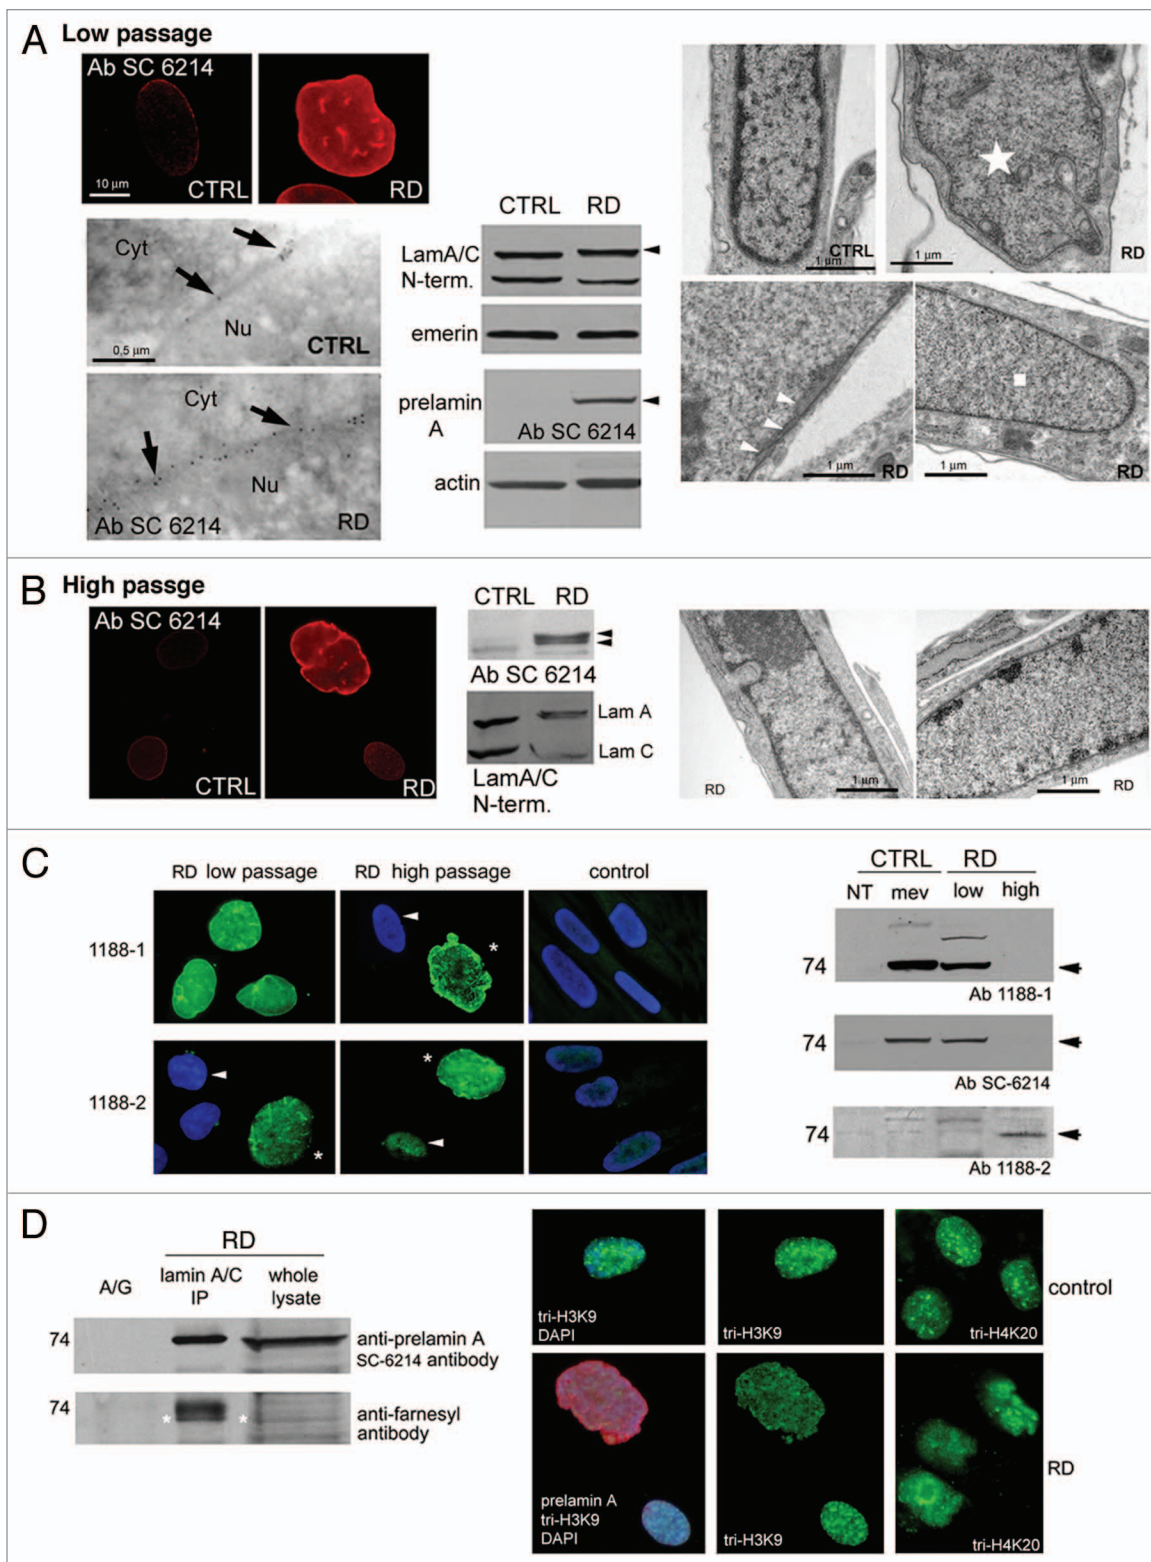 A Low passage
Ab SC 6214
CTRL
10 µm
RD
Cyt
Nu
CTRL
0,5 µm
Cyt
Nu
Ab SC 6214
RD
CTRL RD
LamA/C
N-term.
emerin
prelamin
A
Ab SC 6214
actin
CTRL
1 µm
1 µm
RD
1 µm
RD
1 µm
RD
B High passge
Ab SC 6214
CTRL
RD
CTRL RD
Ab SC 6214
Lam A
Lam C
LamA/C
N-term.
RD
1 µm
1 µm
RD
C
RD low passage
RD high passage
control
1188-1
*
1188-2
*
*
CTRL RD
NT mev low high
74
Ab 1188-1
74
Ab SC-6214
74
Ab 1188-2
D
RD
A/G
lamin A/C
IP
whole
lysate
74
anti-prelamin A
SC-6214 antibody
74
* *
anti-farnesyl
antibody
tri-H3K9
DAPI
tri-H3K9
tri-H4K20
control
prelamin A
tri-H3K9
DAPI
tri-H3K9
tri-H4K20
RD